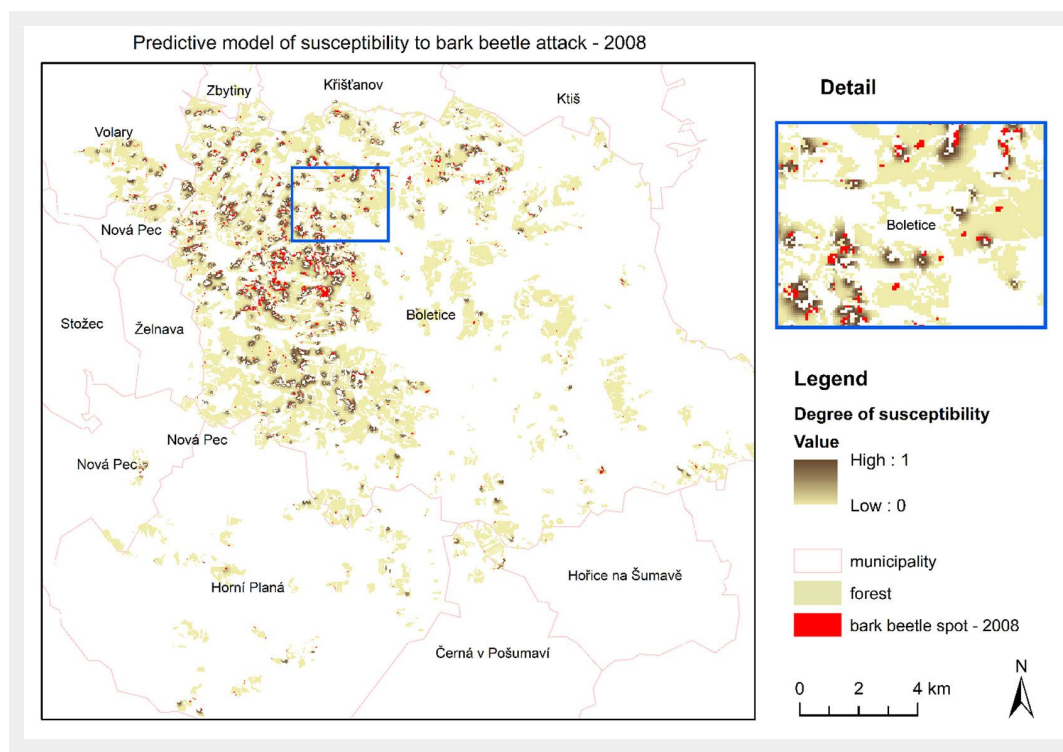 Predictive model of susceptibility to bark beetle attack - 2008
Zbytiny
Křišťanov
Ktiš
Volary
Nová Pec
Stožec
Želnava
Boletice
Nová Pec
Nová Pec
Horní Planá
Hořice na Šumavě
Černá v Pošumaví
Detail
Boletice
Legend
Degree of susceptibility
Value
High : 1
Low : 0
municipality
forest
bark beetle spot - 2008
0 2 4 km
N